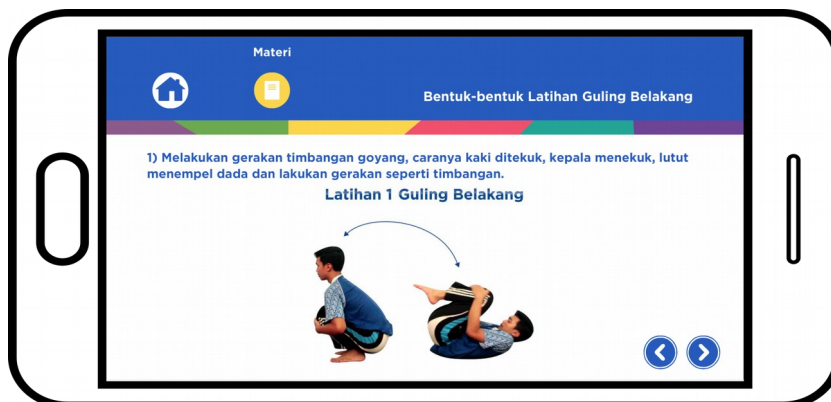 Materi
Bentuk-bentuk Latihan Guling Belakang
1) Melakukan gerakan timbangan goyang, caranya kaki ditekuk, kepala menekuk, lutut
menempel dada dan lakukan gerakan seperti timbangan.
Latihan 1 Guling Belakang